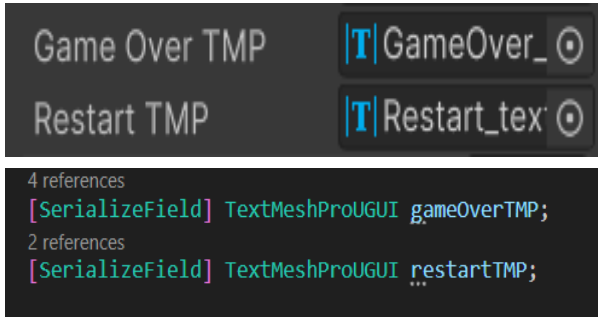 Game Over TMP |T| GameOver_
Restart TMP |T| Restart_tex
4 references
[SerializeField] TextMeshProUGUI gameOverTMP;
2 references
[SerializeField] TextMeshProUGUI restartTMP;